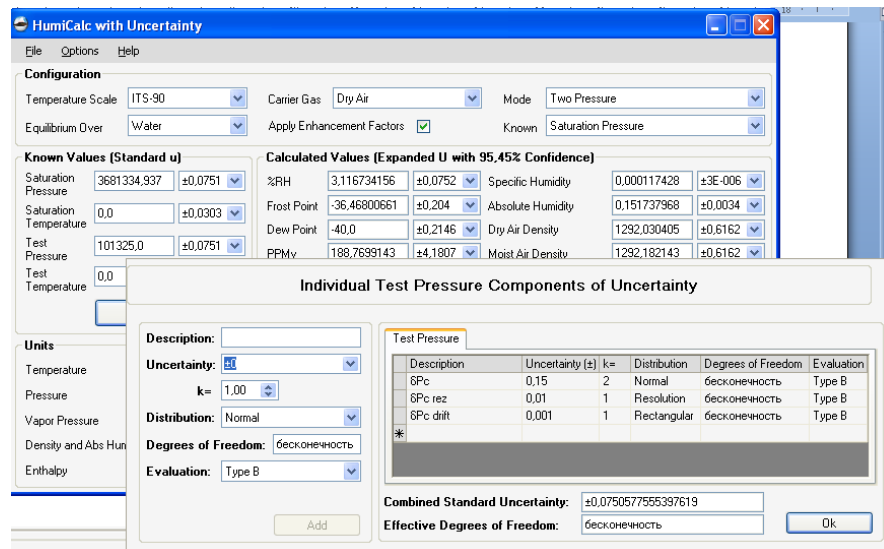 18
HumiCalc with Uncertainty
File Options Help
Configuration
Temperature Scale ITS-90 Carrier Gas Dry Air Mode Two Pressure
Equilibrium Over Water Apply Enhancement Factors Known Saturation Pressure
Known Values (Standard u) Calculated Values (Expanded U with 95,45% Confidence)
Saturation Pressure 3681334,937 ±0,0751 %RH 3,116734156 ±0,0752 Specific Humidity 0,000117428 ±3E-006
Saturation Temperature 0,0 ±0,0303 Frost Point -36,46800661 ±0,204 Absolute Humidity 0,151737968 ±0,0034
Dew Point -40,0 ±0,2146 Dry Air Density 1292,030405 ±0,6162
Test Pressure 101325,0 ±0,0751 PPMv 188,7699143 ±4,1807 Moist Air Density 1292,182143 ±0,6162
Test Temperature 0,0
Units
Temperature
Pressure
Vapor Pressure
Density and Abs Hum
Enthalpy
Individual Test Pressure Components of Uncertainty
Description:
Uncertainty: ±0
k= 1,00
Distribution: Normal
Degrees of Freedom: бесконечность
Evaluation: Type B
Add
Test Pressure
Description Uncertainty (±) k= Distribution Degrees of Freedom Evaluation
δPc 0,15 2 Normal бесконечность Type B
δPc rez 0,01 1 Resolution бесконечность Type B
δPc drift 0,001 1 Rectangular бесконечность Type B
*
Combined Standard Uncertainty: ±0,0750577555397619
Effective Degrees of Freedom: бесконечность
Ok